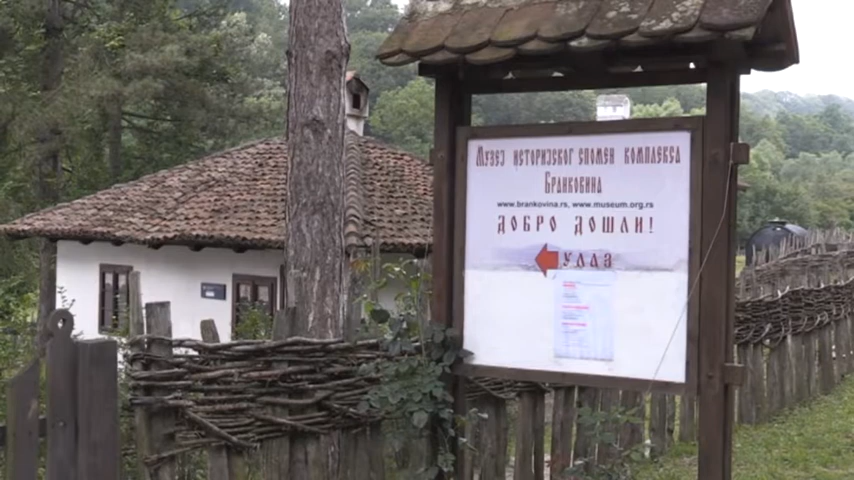 Музеј историјског спомен комплекса
Бранковина
www.brankovina.rs, www.museum.org.rs
ДОБРО ДОШЛИ!
УЛАЗ